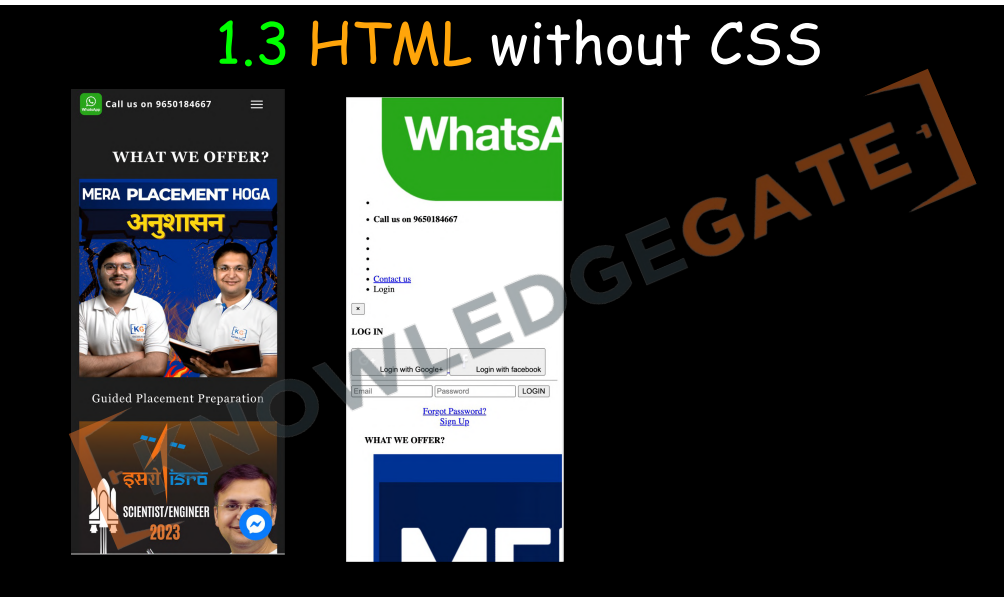 1.3 HTML without CSS
WhatsApp
Call us on 9650184667
WHAT WE OFFER?
MERA PLACEMENT HOGA
अनुशासन
KG
KG
Guided Placement Preparation
इसरो isro
SCIENTIST/ENGINEER
2023
WhatsA
Call us on 9650184667
Contact us
Login
×
LOG IN
Login with Google+ Login with facebook
Email Password LOGIN
Forgot Password?
Sign Up
WHAT WE OFFER?
MEI
KNOWLEDGEGATE